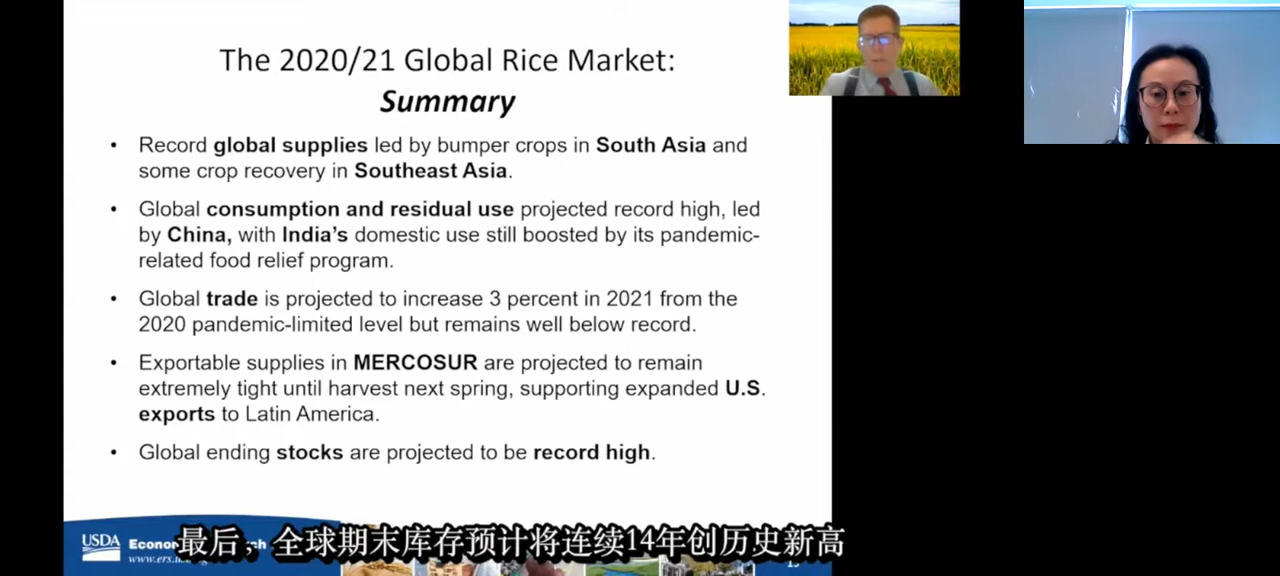 The 2020/21 Global Rice Market:
Summary
• Record global supplies led by bumper crops in South Asia and
some crop recovery in Southeast Asia.
• Global consumption and residual use projected record high, led
by China, with India's domestic use still boosted by its pandemic-
related food relief program.
• Global trade is projected to increase 3 percent in 2021 from the
2020 pandemic-limited level but remains well below record.
• Exportable supplies in MERCOSUR are projected to remain
extremely tight until harvest next spring, supporting expanded U.S.
exports to Latin America.
• Global ending stocks are projected to be record high.
USDA
最后，全球期末库存预计将连续14年创历史新高